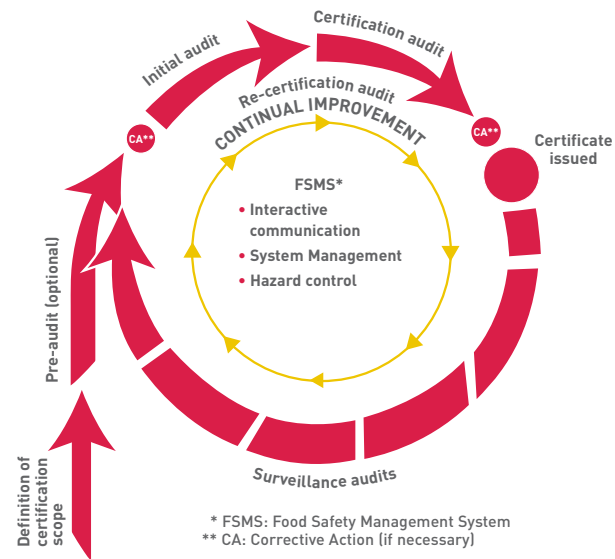 Certification audit
Initial audit
Re-certification audit
CONTINUAL IMPROVEMENT
CA**
CA**
Certificate
issued
FSMS*
• Interactive
communication
• System Management
• Hazard control
Pre-audit (optional)
Definition of
certification
scope
Surveillance audits
* FSMS: Food Safety Management System
** CA: Corrective Action (if necessary)